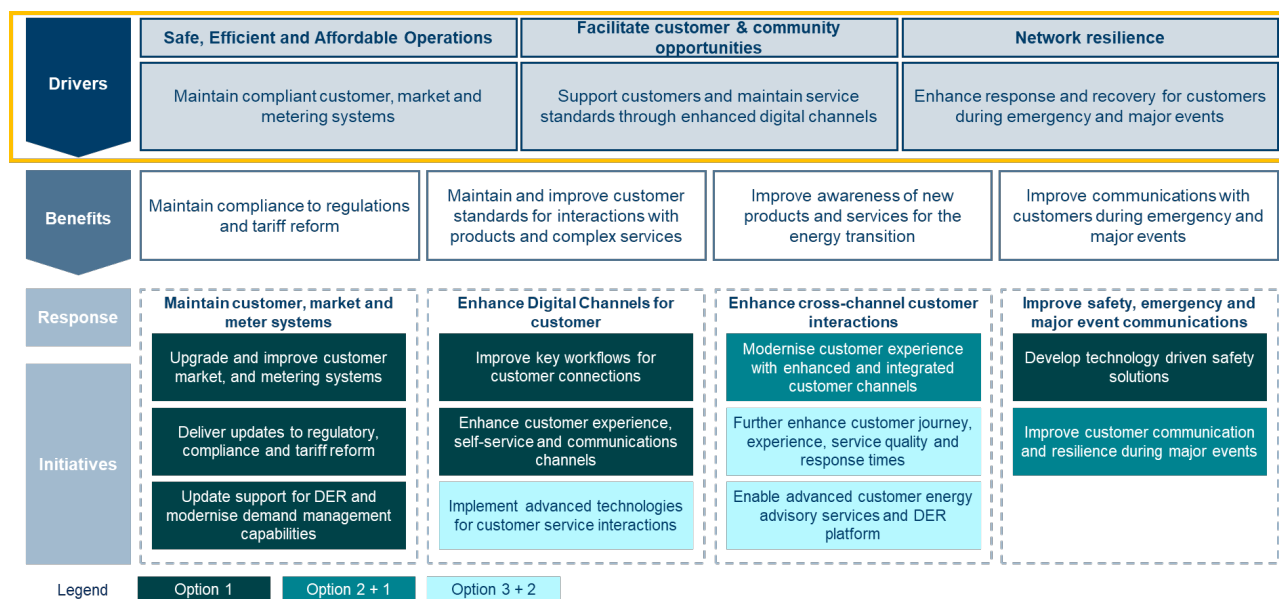 Drivers
Safe, Efficient and Affordable Operations
Facilitate customer & community
opportunities
Network resilience
Maintain compliant customer, market and
metering systems
Support customers and maintain service
standards through enhanced digital channels
Enhance response and recovery for customers
during emergency and major events
Benefits
Maintain compliance to regulations
and tariff reform
Maintain and improve customer
standards for interactions with
products and complex services
Improve awareness of new
products and services for the
energy transition
Improve communications with
customers during emergency and
major events
Response
Maintain customer, market and
meter systems
Enhance Digital Channels for
customer
Enhance cross-channel customer
interactions
Improve safety, emergency and
major event communications
Initiatives
Upgrade and improve customer
market, and metering systems
Deliver updates to regulatory,
compliance and tariff reform
Update support for DER and
modernise demand management
capabilities
Improve key workflows for
customer connections
Enhance customer experience,
self-service and communications
channels
Implement advanced technologies
for customer service interactions
Modernise customer experience
with enhanced and integrated
customer channels
Further enhance customer journey,
experience, service quality and
response times
Enable advanced customer energy
advisory services and DER
platform
Develop technology driven safety
solutions
Improve customer communication
and resilience during major events
Legend
Option 1
Option 2 + 1
Option 3 + 2